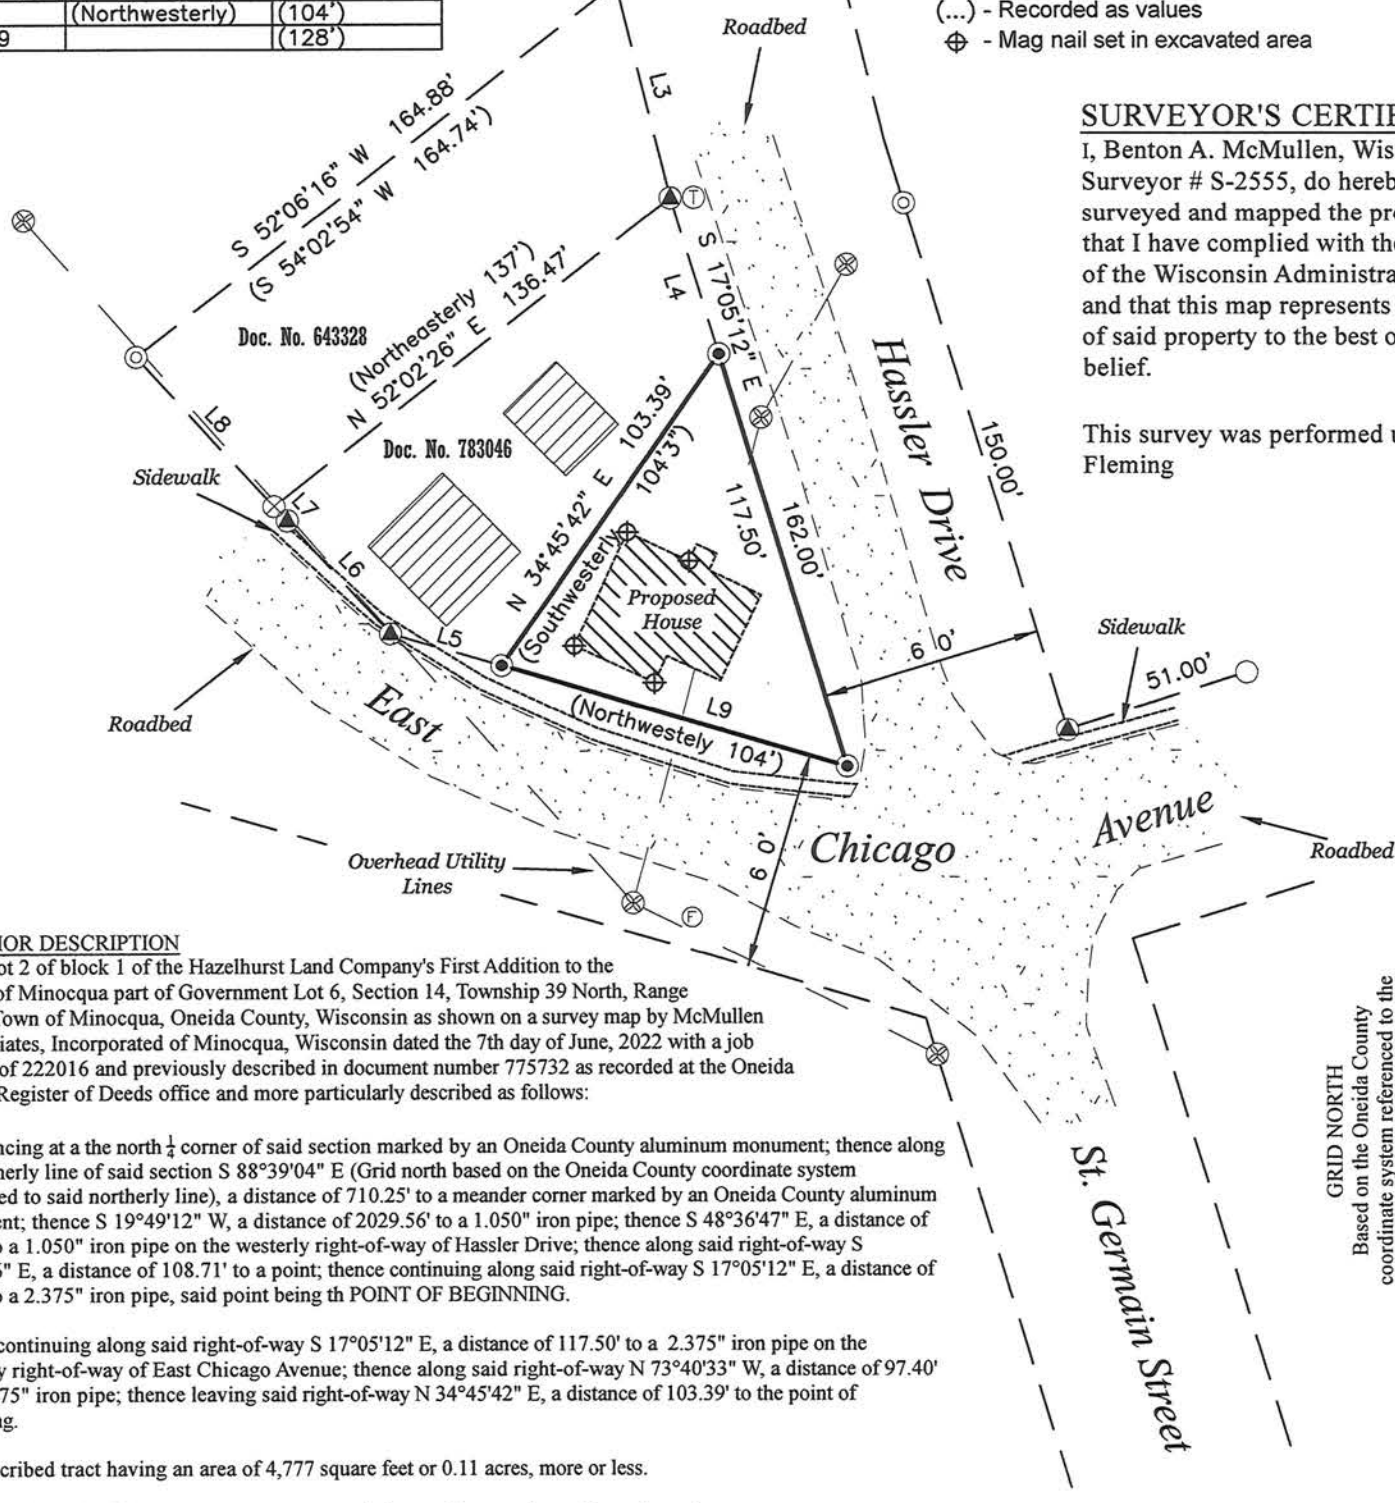 (Northwesterly) (104')
9 (128')
(...) - Recorded as values
- Mag nail set in excavated area
Roadbed
L3
S 52°06'16" W 164.88'
(S 54°02'54" W 164.74')
SURVEYOR'S CERTIF
I, Benton A. McMullen, Wis
Surveyor # S-2555, do hereb
surveyed and mapped the pro
that I have complied with the
of the Wisconsin Administra
and that this map represents
of said property to the best o
belief.
This survey was performed u
Fleming
T
L4
S 17°05'12" E
(Northeasterly 137')
N 52°02'26" E 136.47'
Doc. No. 643328
Doc. No. 783046
L8
Sidewalk
L7
L6
L5
N 34°45'42" E 103.39'
(Southwesterly 104'3")
117.50'
162.00'
Hassler Drive
150.00'
Proposed
House
L9
(Northwestely 104')
60'
Sidewalk
51.00'
Roadbed
East
Chicago
Avenue
Roadbed
60'
Overhead Utility
Lines
F
IOR DESCRIPTION
ot 2 of block 1 of the Hazelhurst Land Company's First Addition to the
of Minocqua part of Government Lot 6, Section 14, Township 39 North, Range
Town of Minocqua, Oneida County, Wisconsin as shown on a survey map by McMullen
iates, Incorporated of Minocqua, Wisconsin dated the 7th day of June, 2022 with a job
of 222016 and previously described in document number 775732 as recorded at the Oneida
Register of Deeds office and more particularly described as follows:
ncing at a the north 1/4 corner of said section marked by an Oneida County aluminum monument; thence along
herly line of said section S 88°39'04" E (Grid north based on the Oneida County coordinate system
ed to said northerly line), a distance of 710.25' to a meander corner marked by an Oneida County aluminum
ent; thence S 19°49'12" W, a distance of 2029.56' to a 1.050" iron pipe; thence S 48°36'47" E, a distance of
o a 1.050" iron pipe on the westerly right-of-way of Hassler Drive; thence along said right-of-way S
" E, a distance of 108.71' to a point; thence continuing along said right-of-way S 17°05'12" E, a distance of
o a 2.375" iron pipe, said point being th POINT OF BEGINNING.
continuing along said right-of-way S 17°05'12" E, a distance of 117.50' to a 2.375" iron pipe on the
y right-of-way of East Chicago Avenue; thence along said right-of-way N 73°40'33" W, a distance of 97.40'
75" iron pipe; thence leaving said right-of-way N 34°45'42" E, a distance of 103.39' to the point of
ng.
cribed tract having an area of 4,777 square feet or 0.11 acres, more or less.
St. Germain Street
GRID NORTH
Based on the Oneida County
coordinate system referenced to the